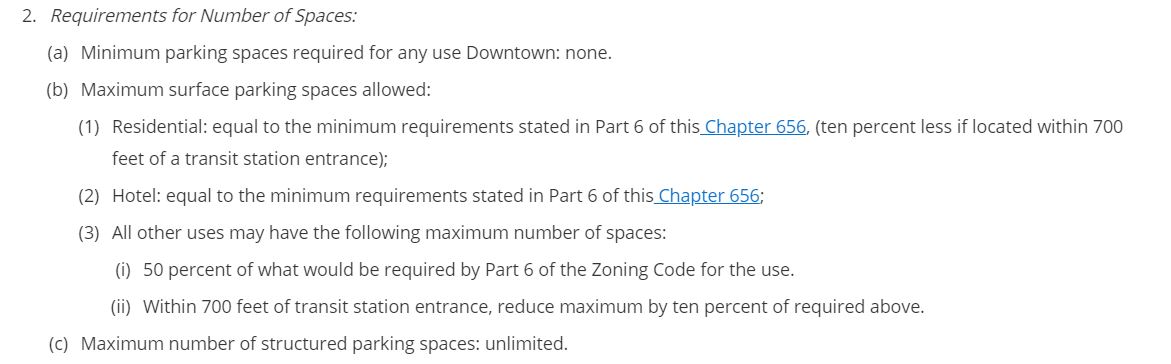 2. Requirements for Number of Spaces:
(a) Minimum parking spaces required for any use Downtown: none.
(b) Maximum surface parking spaces allowed:
(1) Residential: equal to the minimum requirements stated in Part 6 of this Chapter 656, (ten percent less if located within 700
feet of a transit station entrance);
(2) Hotel: equal to the minimum requirements stated in Part 6 of this Chapter 656;
(3) All other uses may have the following maximum number of spaces:
(i) 50 percent of what would be required by Part 6 of the Zoning Code for the use.
(ii) Within 700 feet of transit station entrance, reduce maximum by ten percent of required above.
(c) Maximum number of structured parking spaces: unlimited.